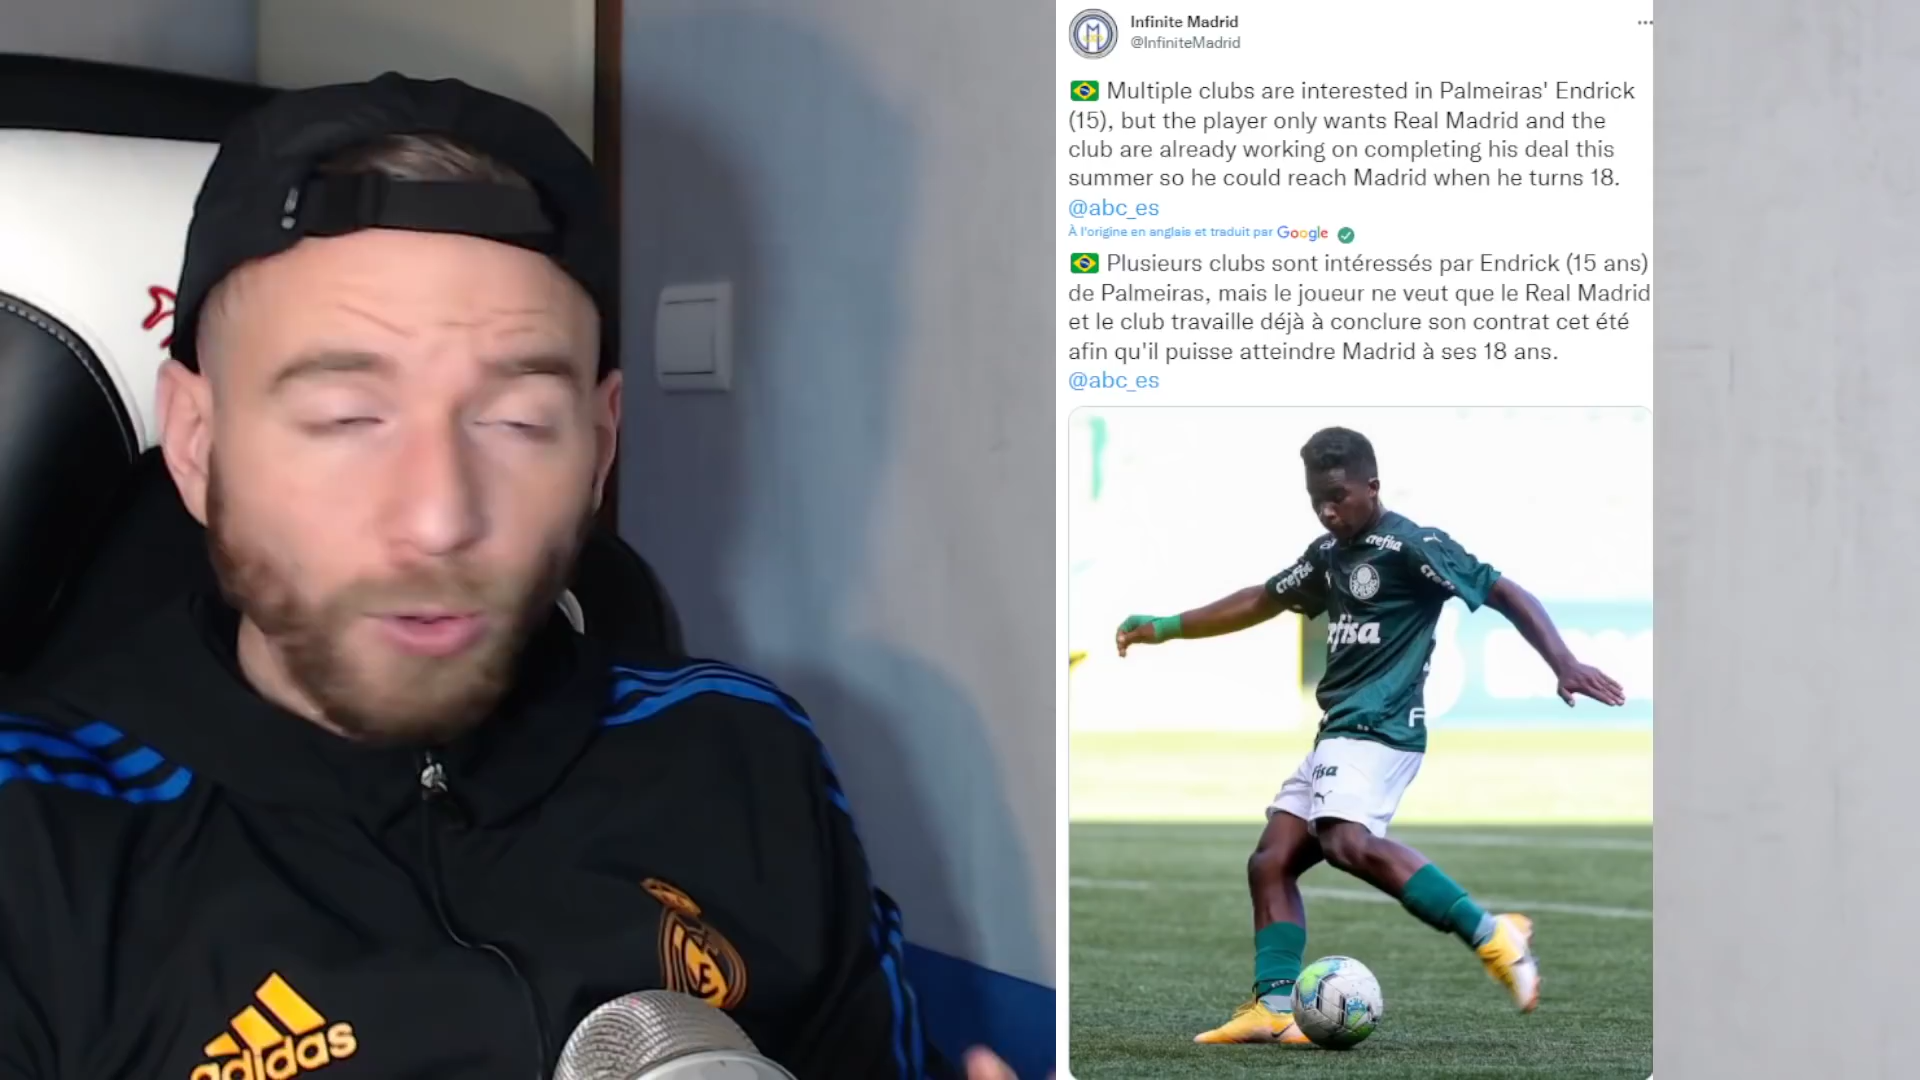 Infinite Madrid
@InfiniteMadrid
Multiple clubs are interested in Palmeiras' Endrick
(15), but the player only wants Real Madrid and the
club are already working on completing his deal this
summer so he could reach Madrid when he turns 18.
@abc_es
À l'origine en anglais et traduit par Google
Plusieurs clubs sont intéressés par Endrick (15 ans)
de Palmeiras, mais le joueur ne veut que le Real Madrid
et le club travaille déjà à conclure son contrat cet été
afin qu'il puisse atteindre Madrid à ses 18 ans.
@abc_es
crefisa
crefisa
efisa
fisa
adidas